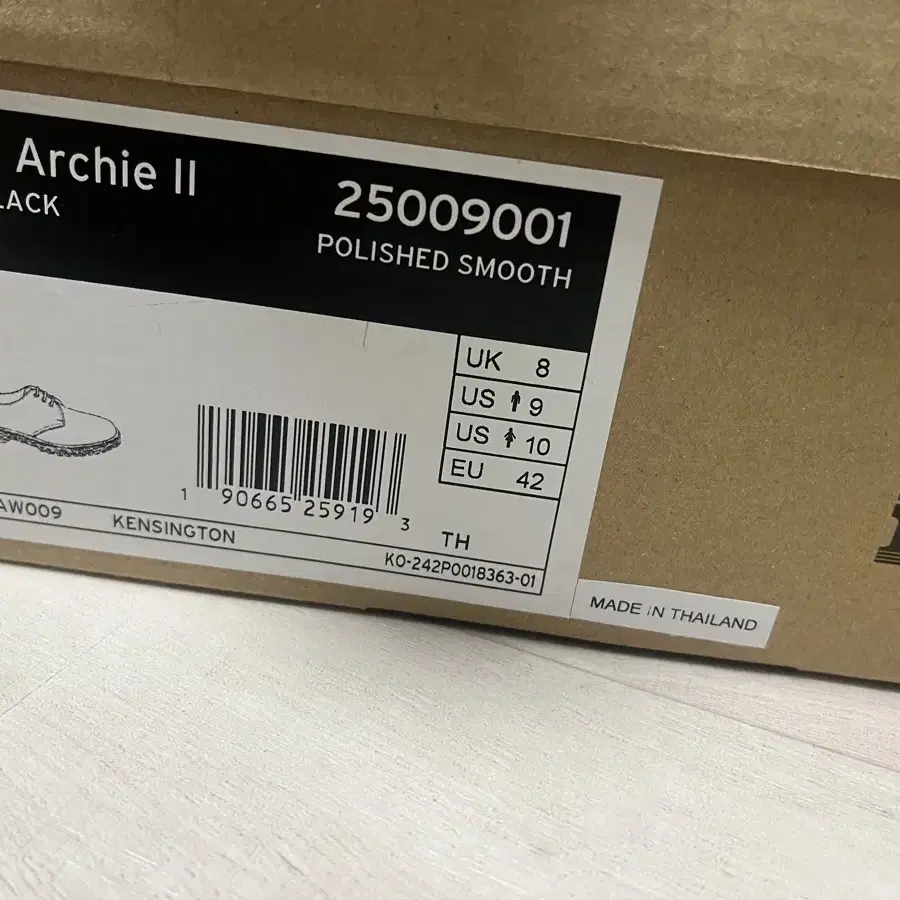 Archie II
LACK
25009001
POLISHED SMOOTH
UK 8
US 9
US 10
EU 42
1 90665 25919 3
AW009 KENSINGTON
TH
KO-242P0018363-01
MADE IN THAILAND